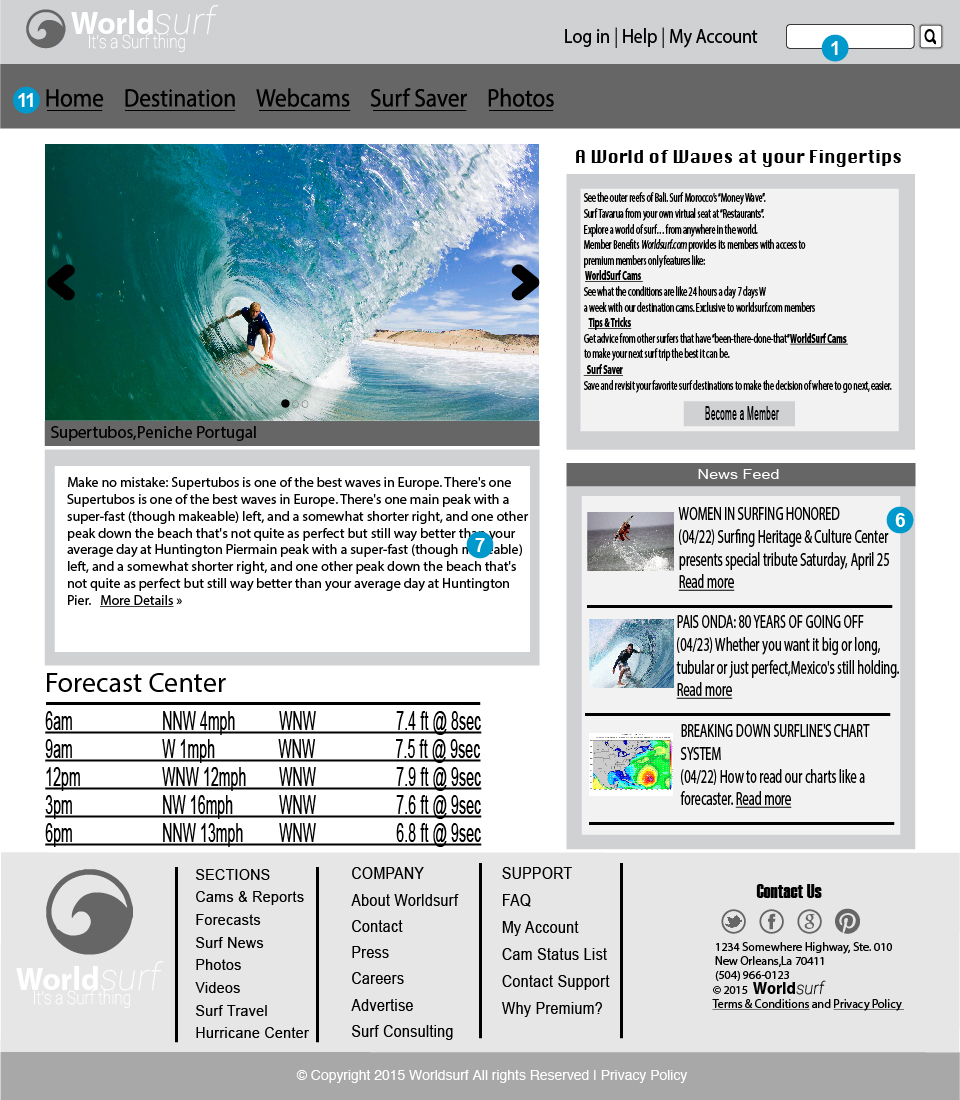 Worldsurf
It's a Surf thing
Log in | Help | My Account
1
11
Home Destination Webcams Surf Saver Photos
Supertubos,Peniche Portugal
Make no mistake: Supertubos is one of the best waves in Europe. There's one
Supertubos is one of the best waves in Europe. There's one main peak with a
super-fast (though makeable) left, and a somewhat shorter right, and one other
peak down the beach that's not quite as perfect but still way better your
7
average day at Huntington Piermain peak with a super-fast (though
left, and a somewhat shorter right, and one other peak down the beach that's
not quite as perfect but still way better than your average day at Huntington
Pier. More Details »
Forecast Center
6am NNW 4mph WNW 7.4 ft @ 8sec
9am W 1mph WNW 7.5 ft @ 9sec
12pm WNW 12mph WNW 7.9 ft @ 9sec
3pm NW 16mph WNW 7.6 ft @ 9sec
6pm NNW 13mph WNW 6.8 ft @ 9sec
A World of Waves at your Fingertips
See the outer reefs of Bali. Surf Morocco's “Money Wave”.
Surf Tavarua from your own virtual seat at “Restaurants”.
Explore a world of surf… from anywhere in the world.
Member Benefits Worldsurf.com provides its members with access to
premium members only features like:
WorldSurf Cams
See what the conditions are like 24 hours a day 7 days W
a week with our destination cams. Exclusive to worldsurf.com members
Tips & Tricks
Get advice from other surfers that have “been-there-done-that” WorldSurf Cams
to make your next surf trip the best it can be.
Surf Saver
Save and revisit your favorite surf destinations to make the decision of where to go next, easier.
Become a Member
News Feed
6
WOMEN IN SURFING HONORED
(04/22) Surfing Heritage & Culture Center
presents special tribute Saturday, April 25
Read more
PAIS ONDA: 80 YEARS OF GOING OFF
(04/23) Whether you want it big or long,
tubular or just perfect,Mexico's still holding.
Read more
BREAKING DOWN SURFLINE'S CHART
SYSTEM
(04/22) How to read our charts like a
forecaster. Read more
Worldsurf
It's a Surf thing
SECTIONS
Cams & Reports
Forecasts
Surf News
Photos
Videos
Surf Travel
Hurricane Center
COMPANY
About Worldsurf
Contact
Press
Careers
Advertise
Surf Consulting
SUPPORT
FAQ
My Account
Cam Status List
Contact Support
Why Premium?
Contact Us
1234 Somewhere Highway, Ste. 010
New Orleans,La 70411
(504) 966-0123
© 2015 Worldsurf
Terms & Conditions and Privacy Policy
© Copyright 2015 Worldsurf All rights Reserved I Privacy Policy